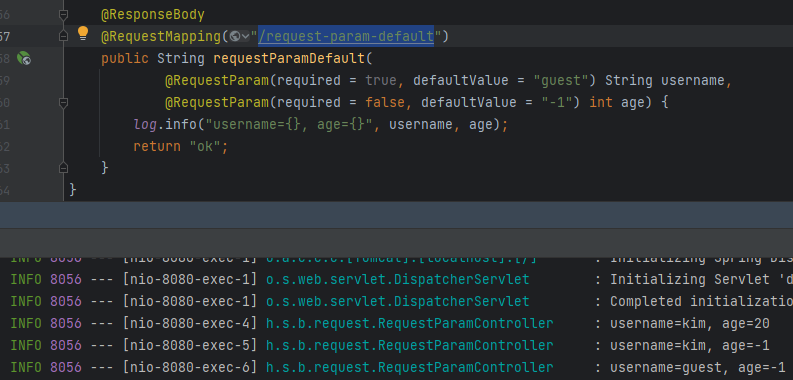 56 @ResponseBody
57 @RequestMapping("/request-param-default")
58 public String requestParamDefault(
59 @RequestParam(required = true, defaultValue = "guest") String username,
60 @RequestParam(required = false, defaultValue = "-1") int age) {
61 log.info("username={}, age={}", username, age);
62 return "ok";
63 }
64 }
INFO 8056 --- [nio-8080-exec-1] o.a.c.c.C.[Tomcat].[localhost].[/] : Initializing Spring Dis
INFO 8056 --- [nio-8080-exec-1] o.s.web.servlet.DispatcherServlet : Initializing Servlet 'd
INFO 8056 --- [nio-8080-exec-1] o.s.web.servlet.DispatcherServlet : Completed initializatio
INFO 8056 --- [nio-8080-exec-4] h.s.b.request.RequestParamController : username=kim, age=20
INFO 8056 --- [nio-8080-exec-5] h.s.b.request.RequestParamController : username=kim, age=-1
INFO 8056 --- [nio-8080-exec-6] h.s.b.request.RequestParamController : username=guest, age=-1